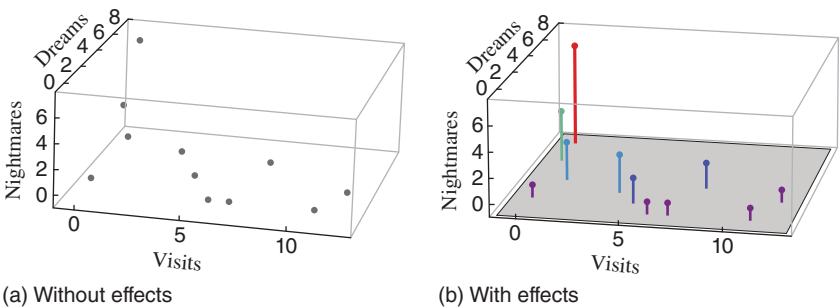 Dreams
0 2 4 6 8
Nightmares
6
4
2
0
0 5 10
Visits
(a) Without effects
Dreams
0 2 4 6 8
Nightmares
6
4
2
0
0 5 10
Visits
(b) With effects